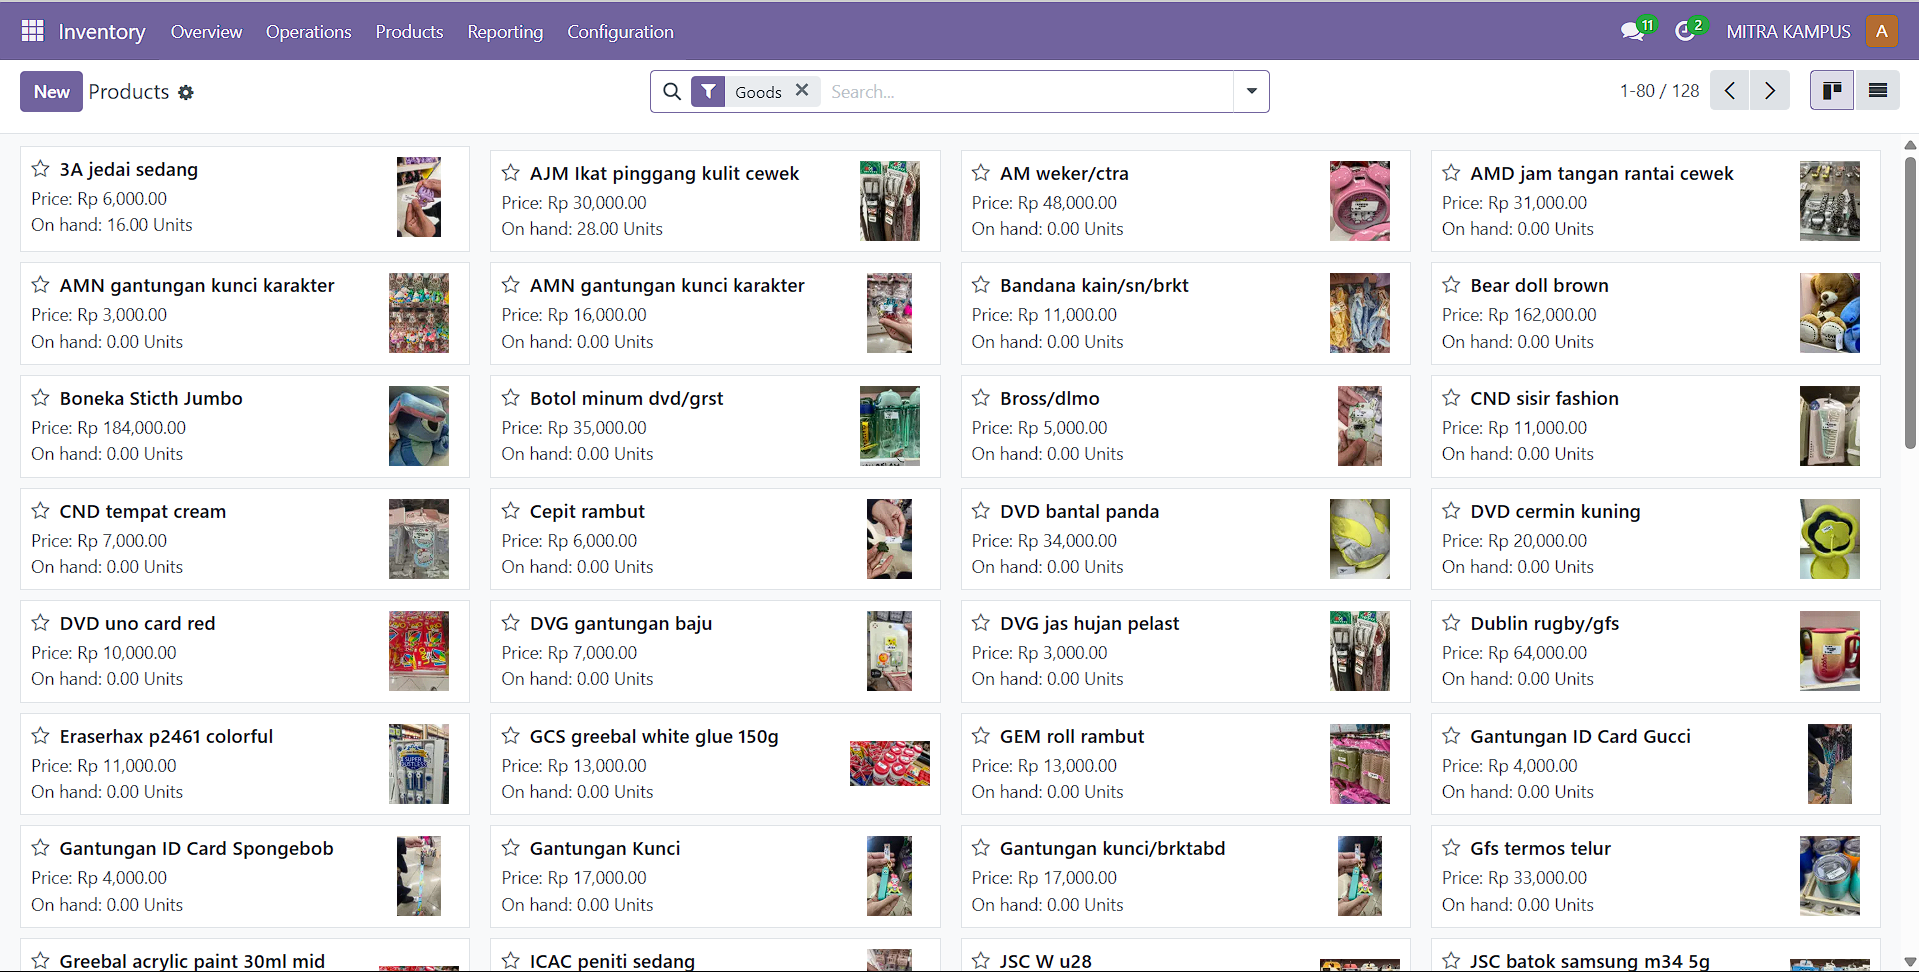 Inventory Overview Operations Products Reporting Configuration 11 2 MITRA KAMPUS A
New Products Goods Search... 1-80 / 128
3A jedai sedang
Price: Rp 6,000.00
On hand: 16.00 Units
AJM Ikat pinggang kulit cewek
Price: Rp 30,000.00
On hand: 28.00 Units
AM weker/ctra
Price: Rp 48,000.00
On hand: 0.00 Units
AMD jam tangan rantai cewek
Price: Rp 31,000.00
On hand: 0.00 Units
AMN gantungan kunci karakter
Price: Rp 3,000.00
On hand: 0.00 Units
AMN gantungan kunci karakter
Price: Rp 16,000.00
On hand: 0.00 Units
Bandana kain/sn/brkt
Price: Rp 11,000.00
On hand: 0.00 Units
Bear doll brown
Price: Rp 162,000.00
On hand: 0.00 Units
Boneka Sticth Jumbo
Price: Rp 184,000.00
On hand: 0.00 Units
Botol minum dvd/grst
Price: Rp 35,000.00
On hand: 0.00 Units
Bross/dlmo
Price: Rp 5,000.00
On hand: 0.00 Units
CND sisir fashion
Price: Rp 11,000.00
On hand: 0.00 Units
CND tempat cream
Price: Rp 7,000.00
On hand: 0.00 Units
Cepit rambut
Price: Rp 6,000.00
On hand: 0.00 Units
DVD bantal panda
Price: Rp 34,000.00
On hand: 0.00 Units
DVD cermin kuning
Price: Rp 20,000.00
On hand: 0.00 Units
DVD uno card red
Price: Rp 10,000.00
On hand: 0.00 Units
DVG gantungan baju
Price: Rp 7,000.00
On hand: 0.00 Units
DVG jas hujan pelast
Price: Rp 3,000.00
On hand: 0.00 Units
Dublin rugby/gfs
Price: Rp 64,000.00
On hand: 0.00 Units
Eraserhax p2461 colorful
Price: Rp 11,000.00
On hand: 0.00 Units
GCS greebal white glue 150g
Price: Rp 13,000.00
On hand: 0.00 Units
GEM roll rambut
Price: Rp 13,000.00
On hand: 0.00 Units
Gantungan ID Card Gucci
Price: Rp 4,000.00
On hand: 0.00 Units
Gantungan ID Card Spongebob
Price: Rp 4,000.00
On hand: 0.00 Units
Gantungan Kunci
Price: Rp 17,000.00
On hand: 0.00 Units
Gantungan kunci/brktabd
Price: Rp 17,000.00
On hand: 0.00 Units
Gfs termos telur
Price: Rp 33,000.00
On hand: 0.00 Units
Greebal acrylic paint 30ml mid
ICAC peniti sedang
JSC W u28
JSC batok samsung m34 5g